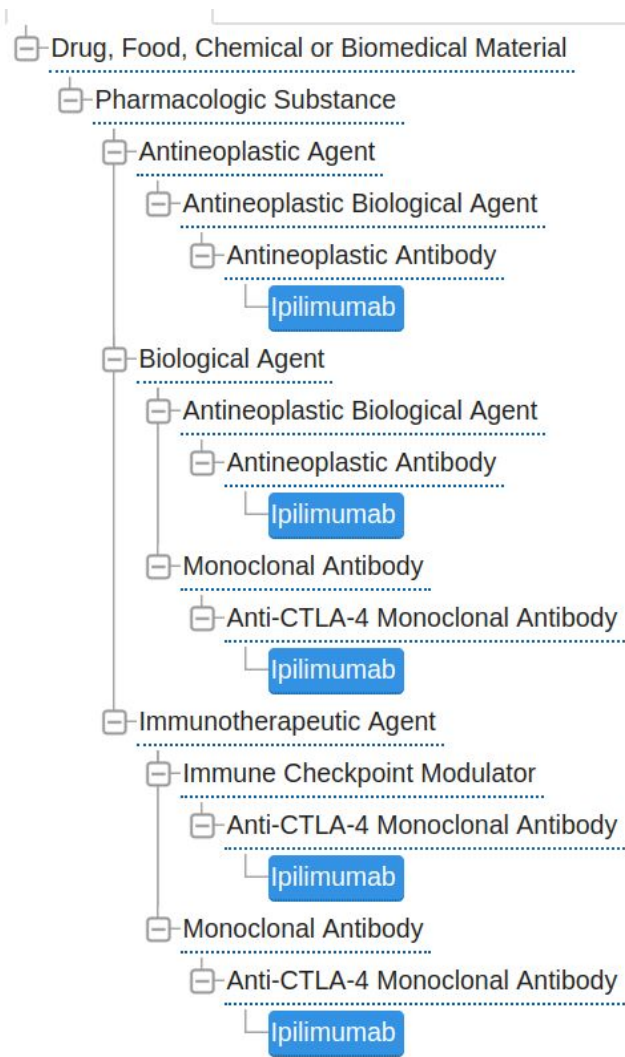 Drug, Food, Chemical or Biomedical Material
Pharmacologic Substance
Antineoplastic Agent
Antineoplastic Biological Agent
Antineoplastic Antibody
Ipilimumab
Biological Agent
Antineoplastic Biological Agent
Antineoplastic Antibody
Ipilimumab
Monoclonal Antibody
Anti-CTLA-4 Monoclonal Antibody
Ipilimumab
Immunotherapeutic Agent
Immune Checkpoint Modulator
Anti-CTLA-4 Monoclonal Antibody
Ipilimumab
Monoclonal Antibody
Anti-CTLA-4 Monoclonal Antibody
Ipilimumab